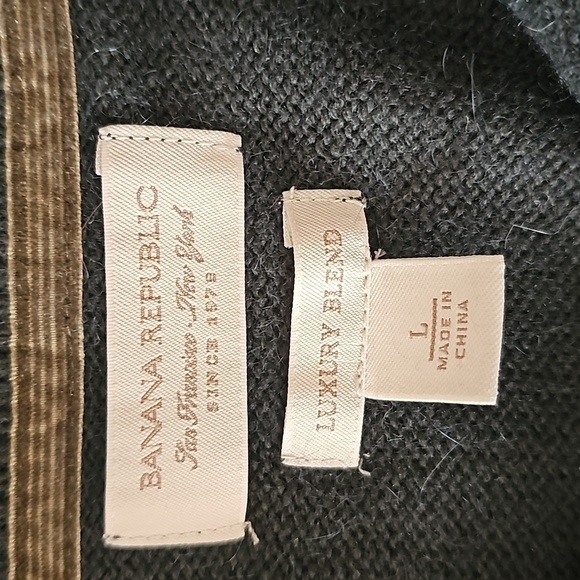 BANANA REPUBLIC
San Francisco New York
SINCE 1978
LUXURY BLEND
L
MADE IN
CHINA